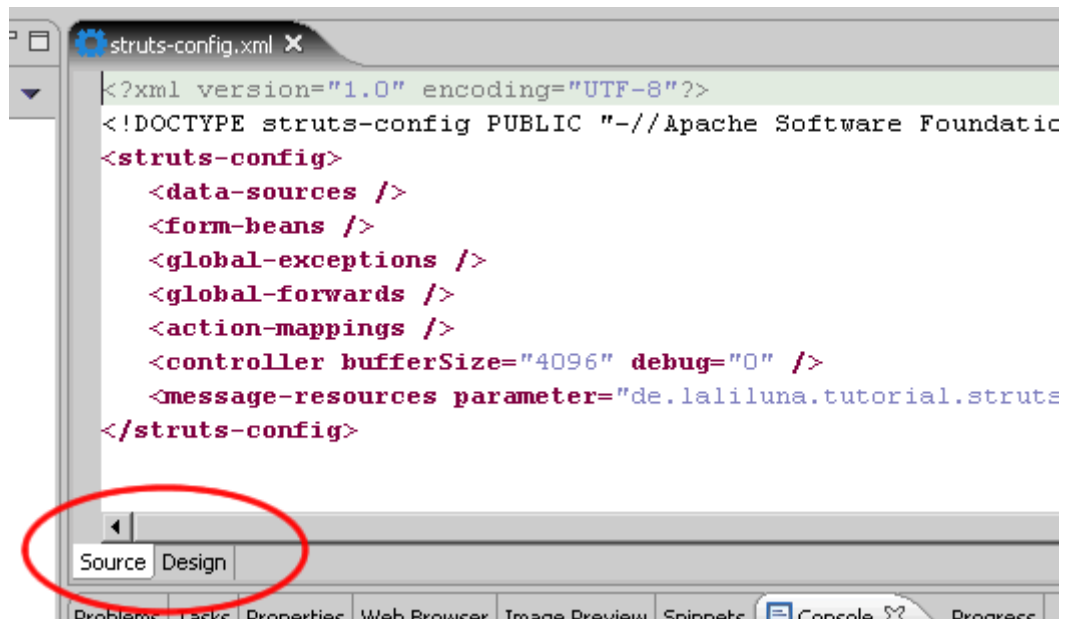 struts-config.xml
<?xml version="1.0" encoding="UTF-8"?>
<!DOCTYPE struts-config PUBLIC "-//Apache Software Foundatio
<struts-config>
<data-sources />
<form-beans />
<global-exceptions />
<global-forwards />
<action-mappings />
<controller bufferSize="4096" debug="0" />
<message-resources parameter="de.laliluna.tutorial.struts
</struts-config>
Source Design
Problems Tasks Properties Web Browser Image Preview Snippets Console Progress